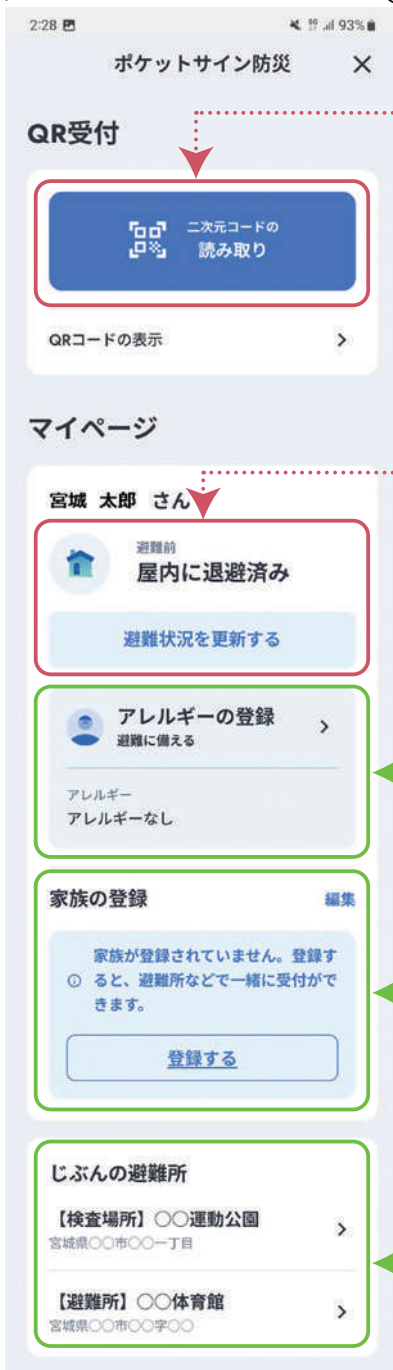 2:28 93%
ポケットサイン防災
QR受付
二次元コードの
読み取り
QRコードの表示
マイページ
宮城 太郎 さん
避難前
屋内に退避済み
避難状況を更新する
アレルギーの登録
避難に備える
アレルギー
アレルギーなし
家族の登録 編集
家族が登録されていません。登録す
ると、避難所などで一緒に受付がで
きます。
登録する
じぶんの避難所
【検査場所】○○運動公園
宮城県○○市○○一丁目
【避難所】○○体育館
宮城県○○市○○字○○